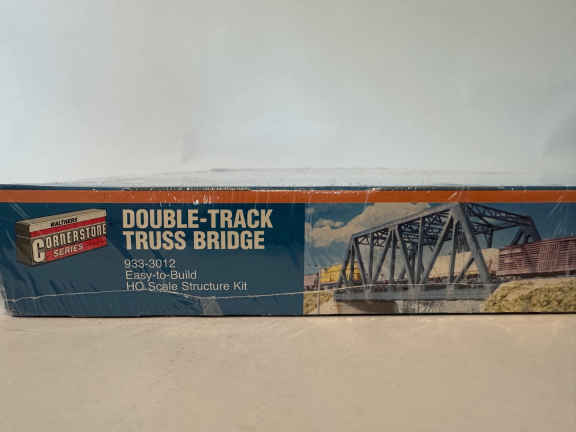 WALTHERS
CORNERSTONE
SERIES
DOUBLE-TRACK
TRUSS BRIDGE
933-3012
Easy-to-Build
HO Scale Structure Kit